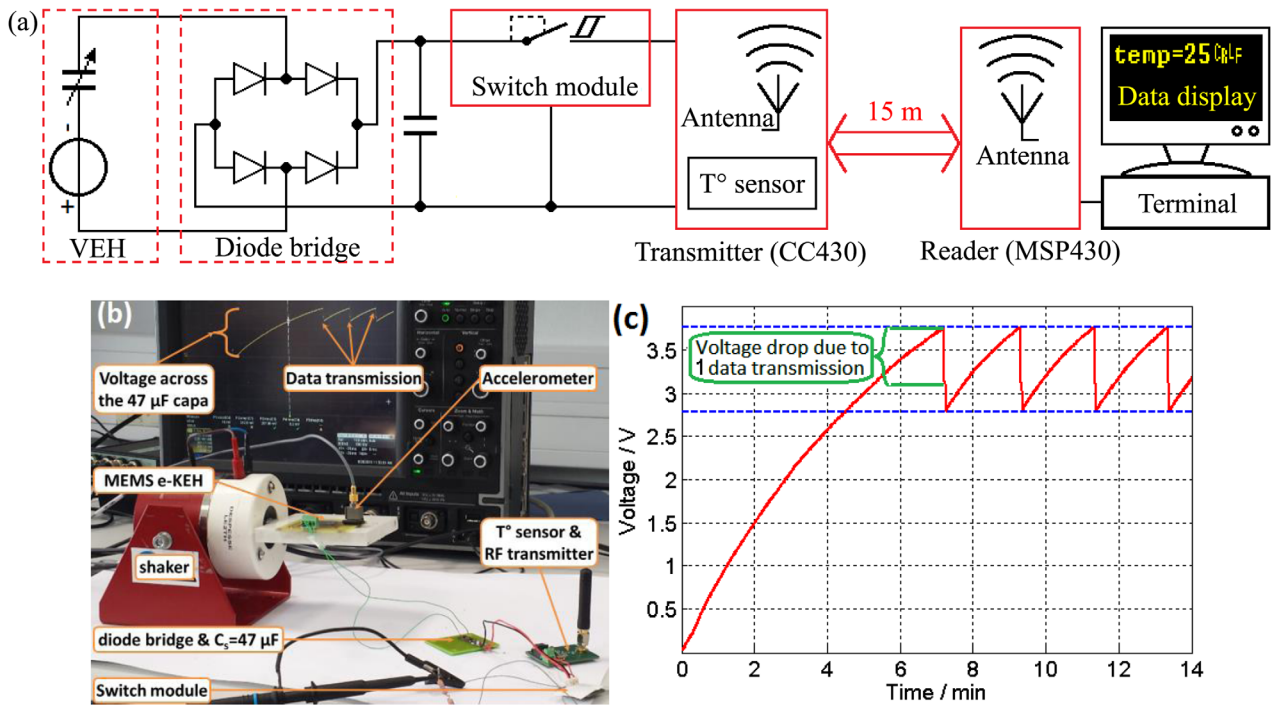 (a)
Switch module
Antenna
T° sensor
15 m
Antenna
temp=25CRLF
Data display
Terminal
-
+
VEH
Diode bridge
Transmitter (CC430)
Reader (MSP430)
(b)
Voltage across
the 47 µF capa
Data transmission
Accelerometer
MEMS e-KEH
T° sensor &
RF transmitter
shaker
diode bridge & Cs=47 µF
Switch module
(c)
Voltage drop due to
1 data transmission
3.5
3
2.5
2
1.5
1
0.5
0
2
4
6
8
10
12
14
Voltage / V
Time / min